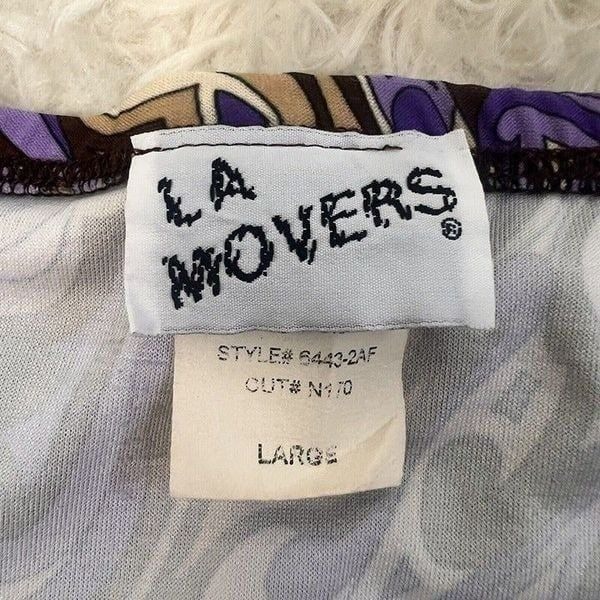 LA
MOVERS®
STYLE# 6443-2AF
CUT# N170
LARGE